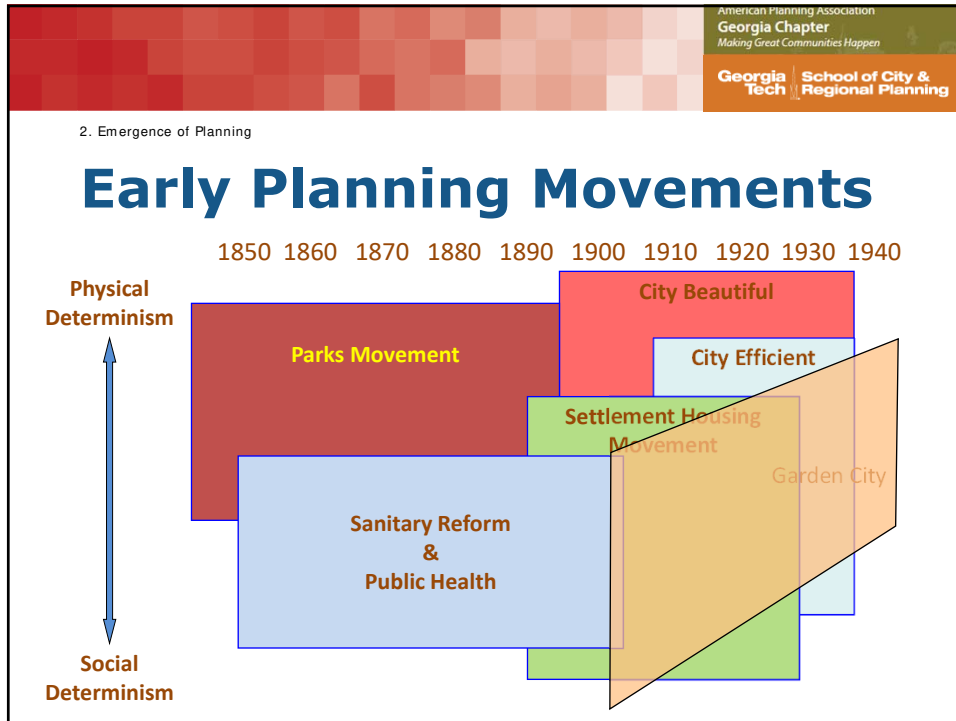 American Planning Association
Georgia Chapter
Making Great Communities Happen
Georgia Tech School of City & Regional Planning
2. Emergence of Planning
Early Planning Movements
1850 1860 1870 1880 1890 1900 1910 1920 1930 1940
Physical
Determinism
City Beautiful
Parks Movement
City Efficient
Settlement Housing
Movement
Garden City
Sanitary Reform
&
Public Health
Social
Determinism